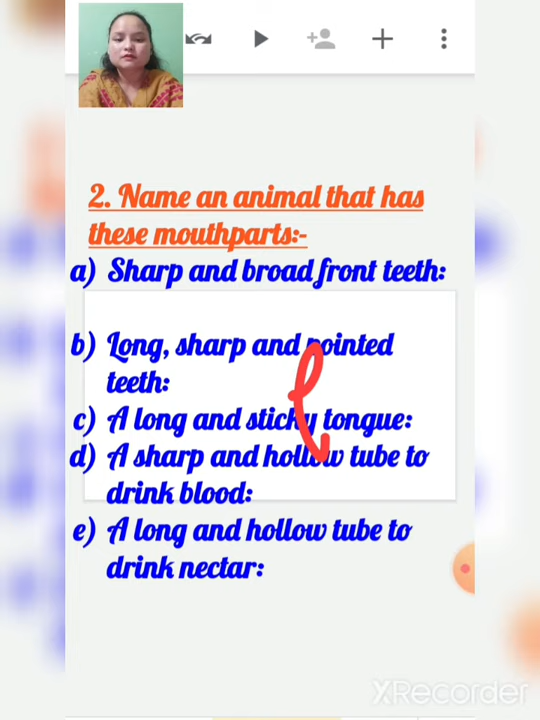 2. Name an animal that has
these mouthparts:-
a) Sharp and broad front teeth:
b) Long, sharp and pointed
teeth:
c) A long and sticky tongue:
d) A sharp and hollow tube to
drink blood:
e) A long and hollow tube to
drink nectar:
XRecorder